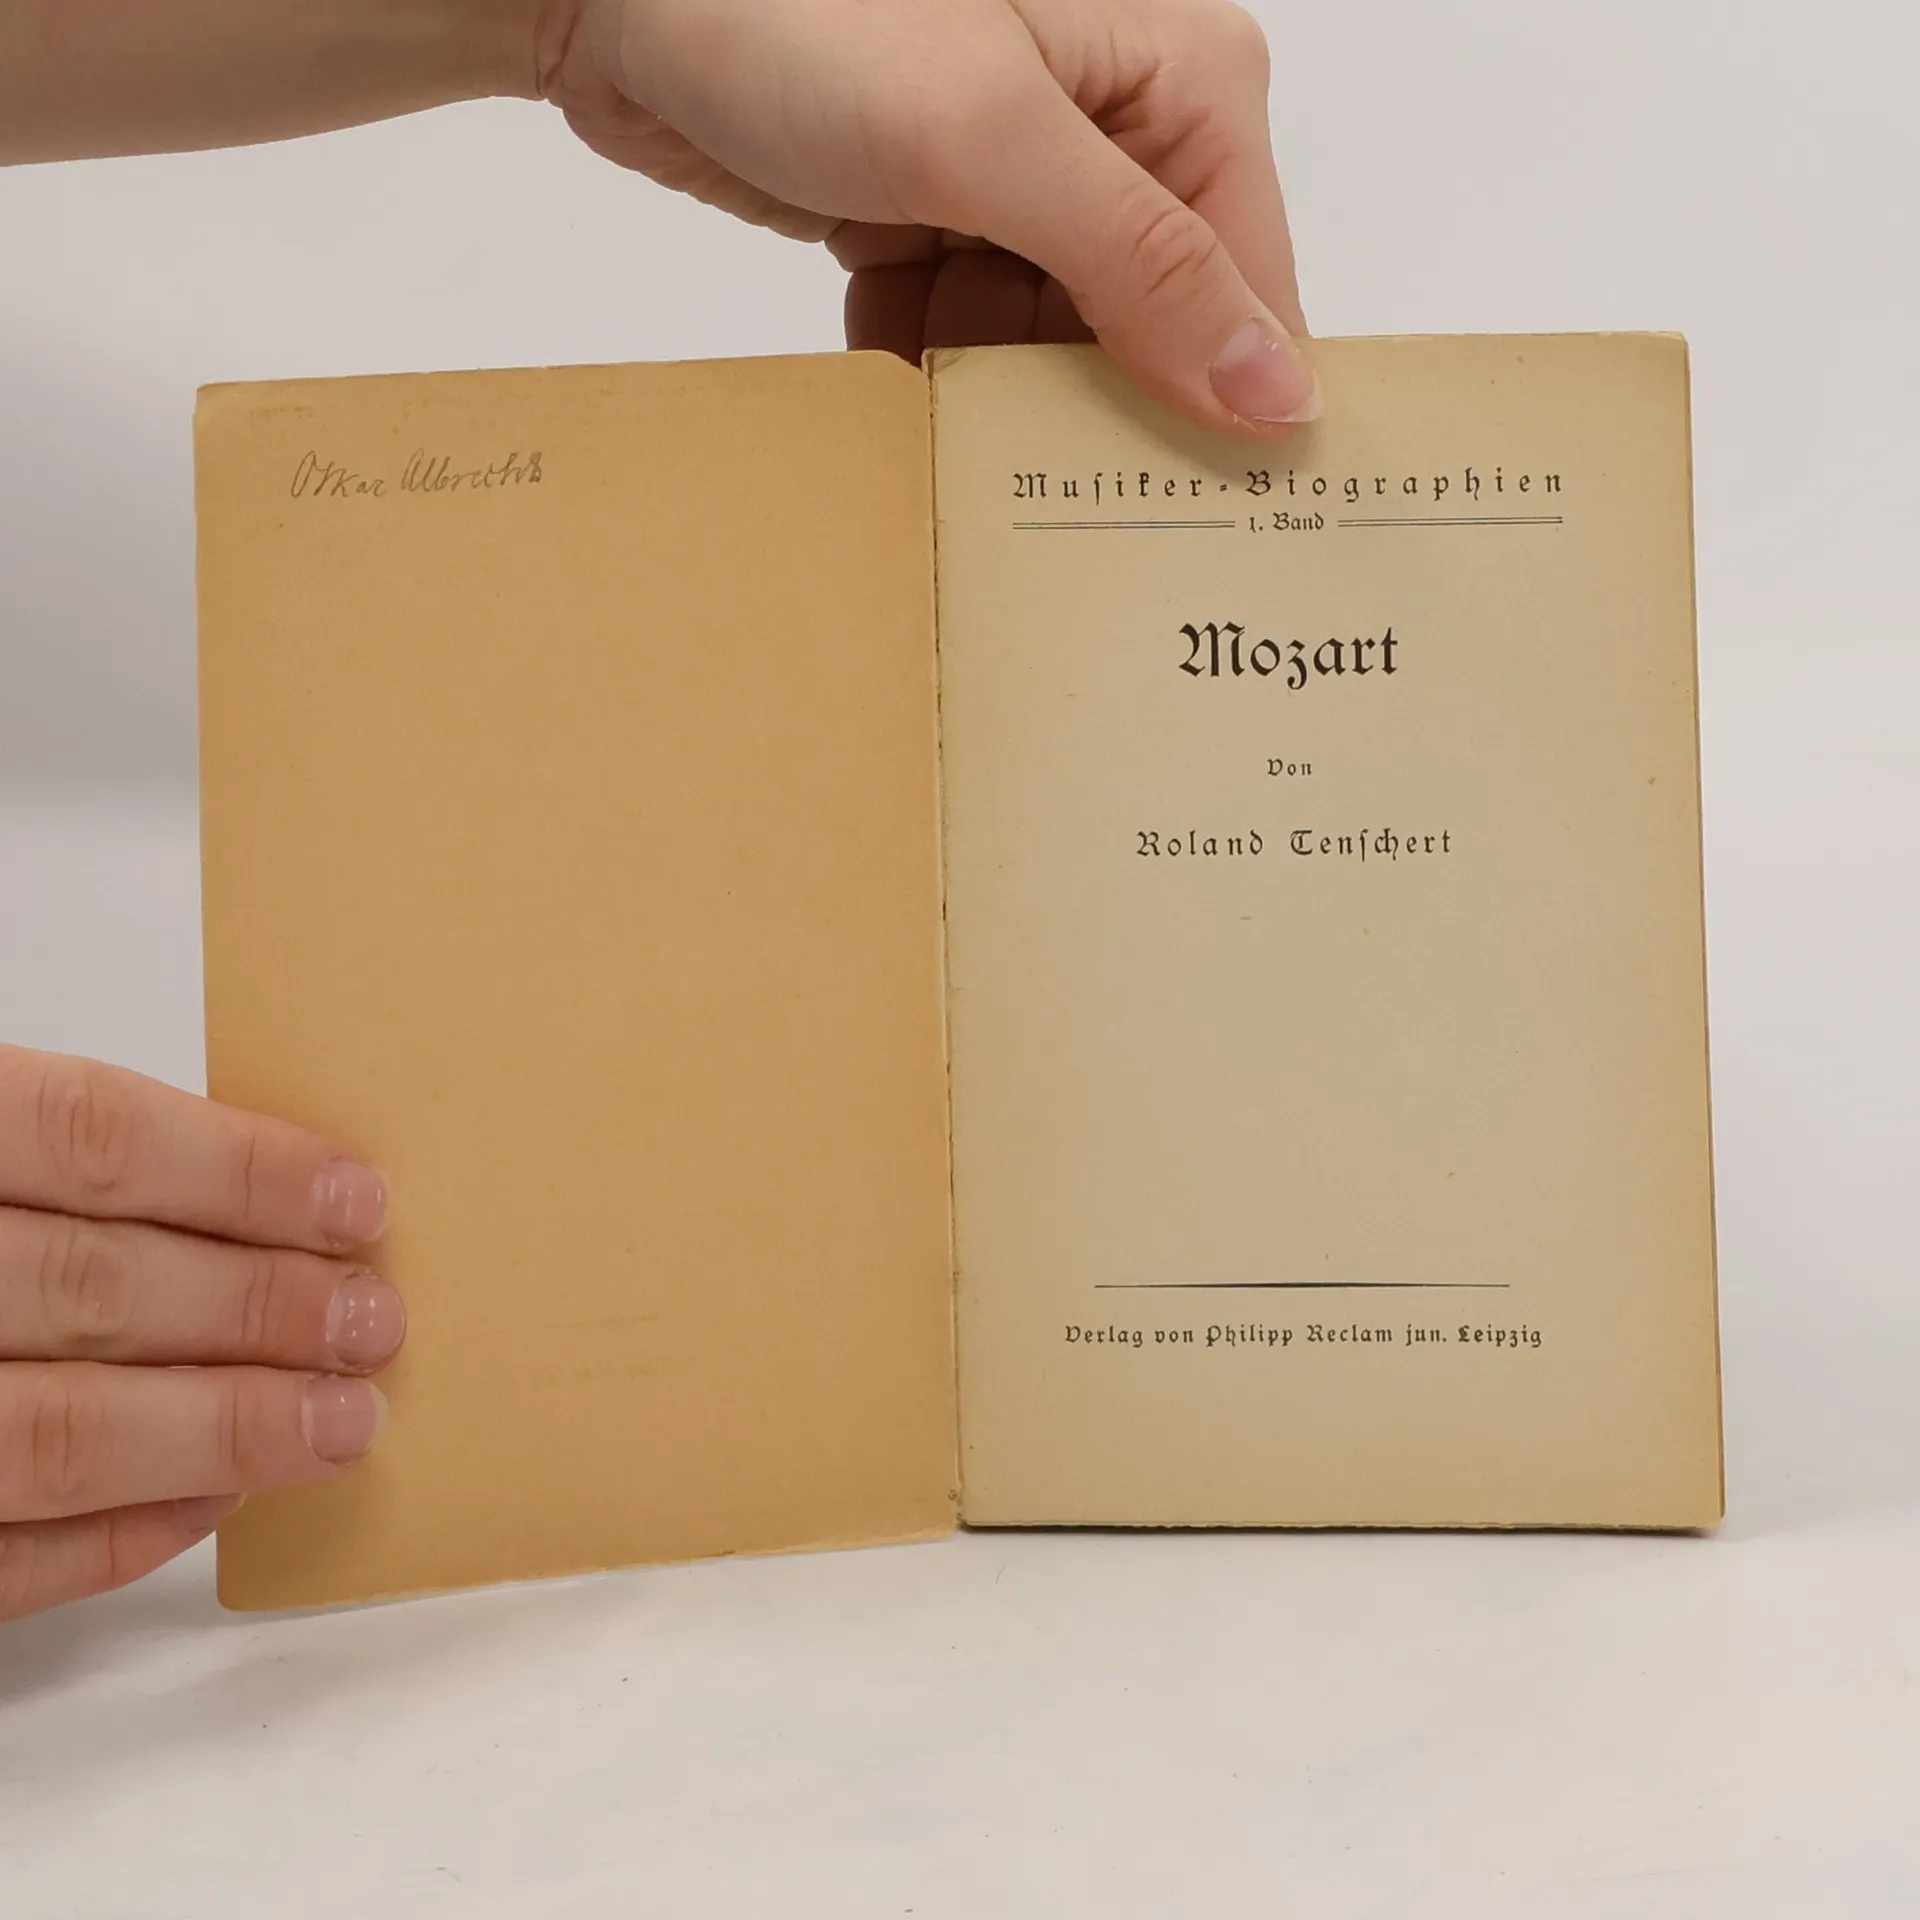 Oskar Albrecht
Muſiker-Biographien
1. Band
Mozart
Von
Roland Tenſchert
Verlag von Philipp Reclam jun. Leipzig